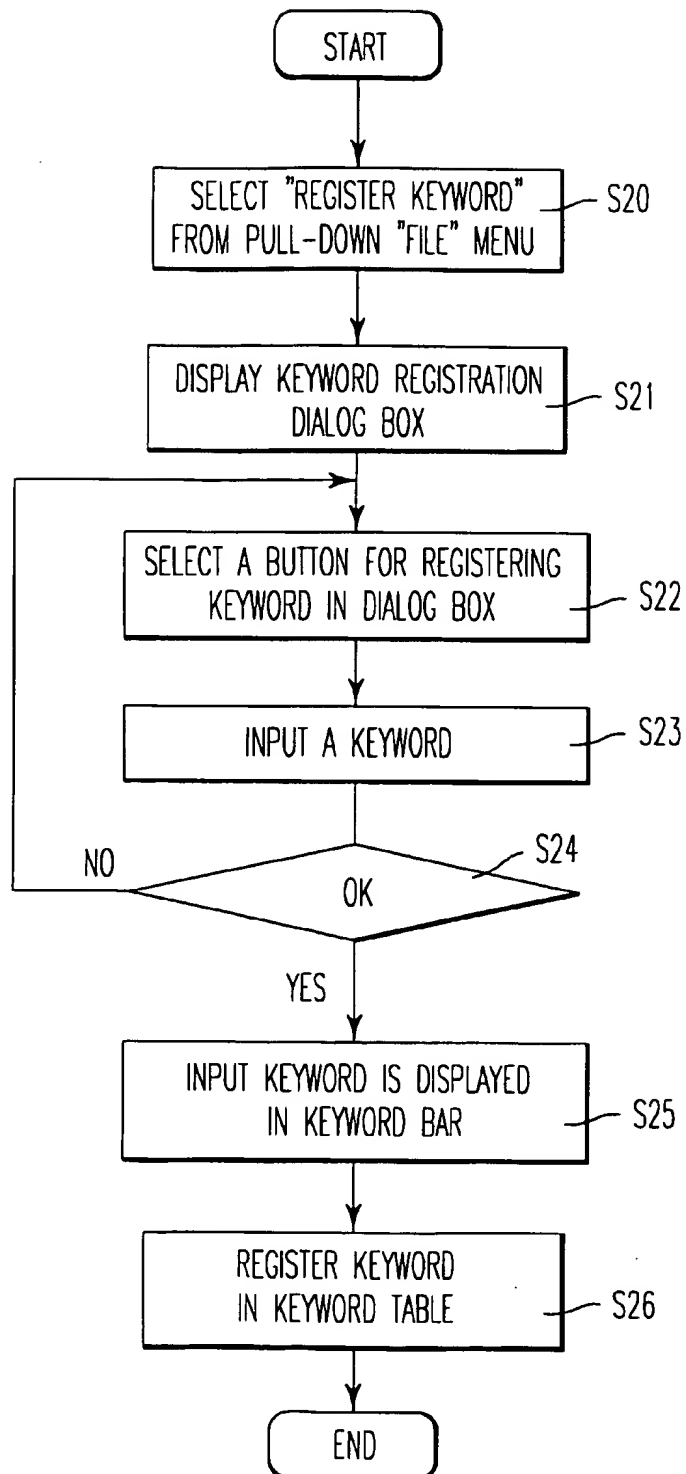 START
SELECT "REGISTER KEYWORD"
FROM PULL-DOWN "FILE" MENU
S20
DISPLAY KEYWORD REGISTRATION
DIALOG BOX
S21
SELECT A BUTTON FOR REGISTERING
KEYWORD IN DIALOG BOX
S22
INPUT A KEYWORD
S23
NO
OK
S24
YES
INPUT KEYWORD IS DISPLAYED
IN KEYWORD BAR
S25
REGISTER KEYWORD
IN KEYWORD TABLE
S26
END